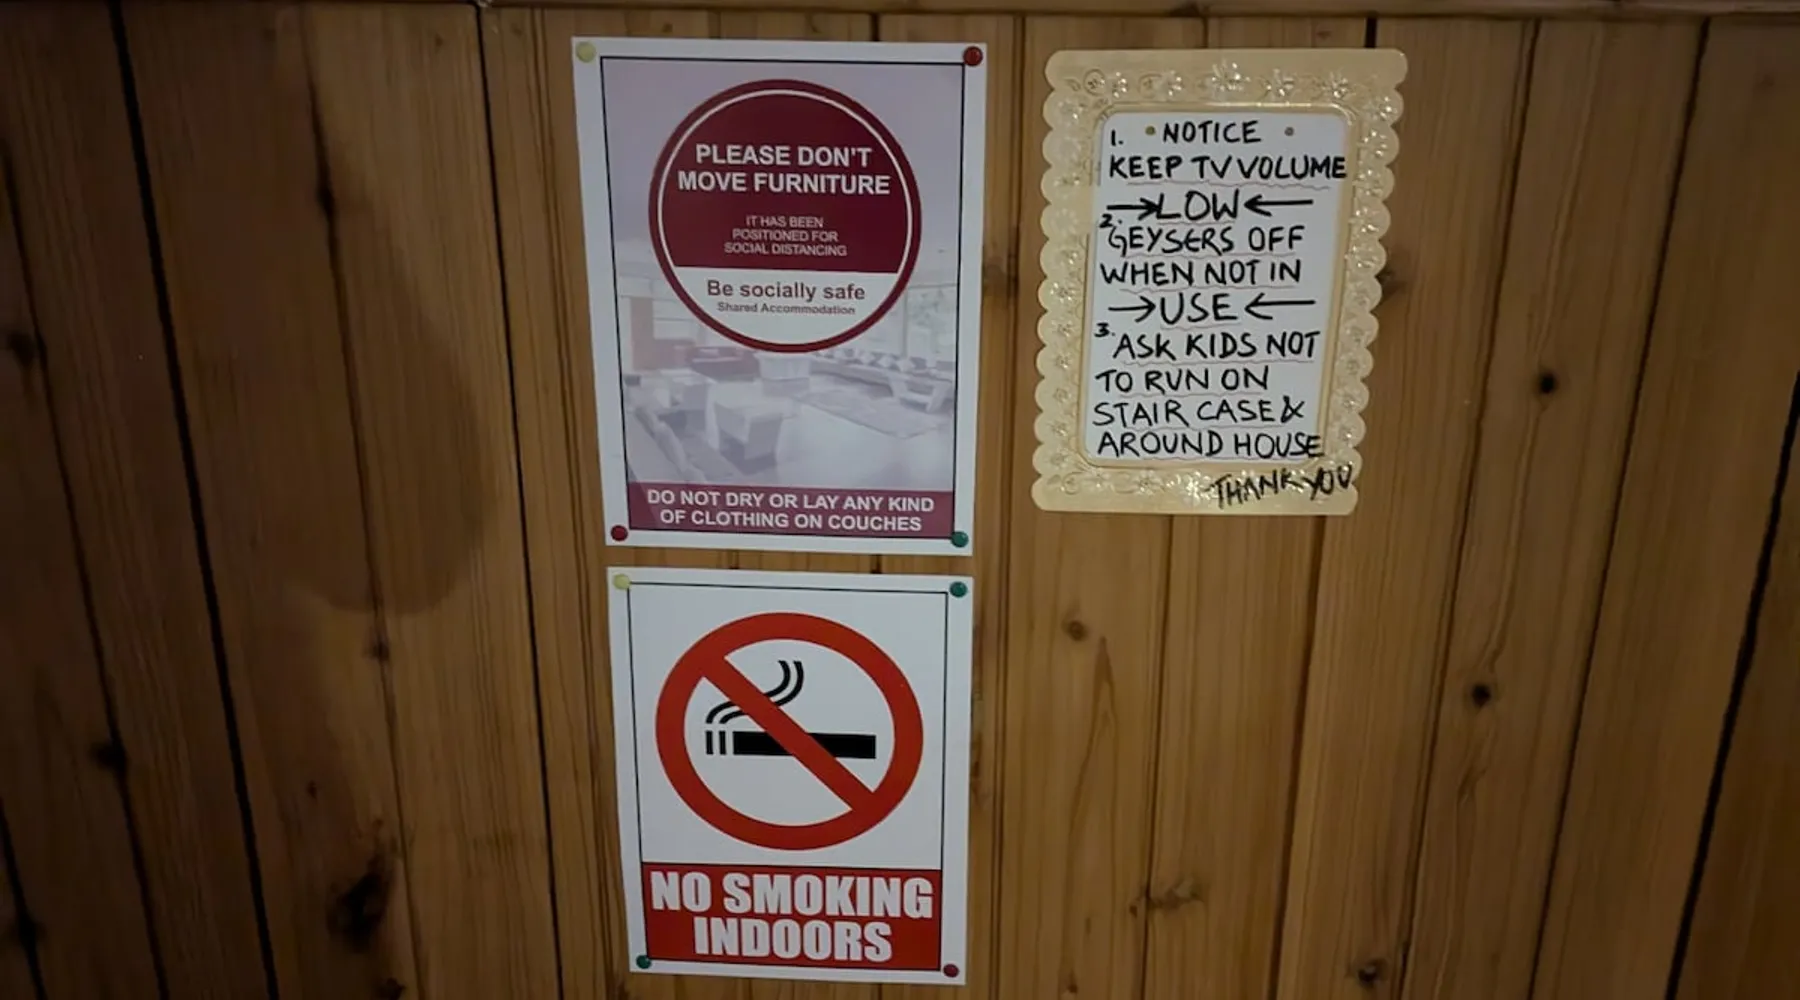 PLEASE DON'T
MOVE FURNITURE
IT HAS BEEN
POSITIONED FOR
SOCIAL DISTANCING
Be socially safe
Shared Accommodation
DO NOT DRY OR LAY ANY KIND
OF CLOTHING ON COUCHES
NO SMOKING
INDOORS
1. NOTICE
KEEP TV VOLUME
→LOW←
2. GEYSERS OFF
WHEN NOT IN
→USE←
3. ASK KIDS NOT
TO RUN ON
STAIR CASE &
AROUND HOUSE
THANK YOU